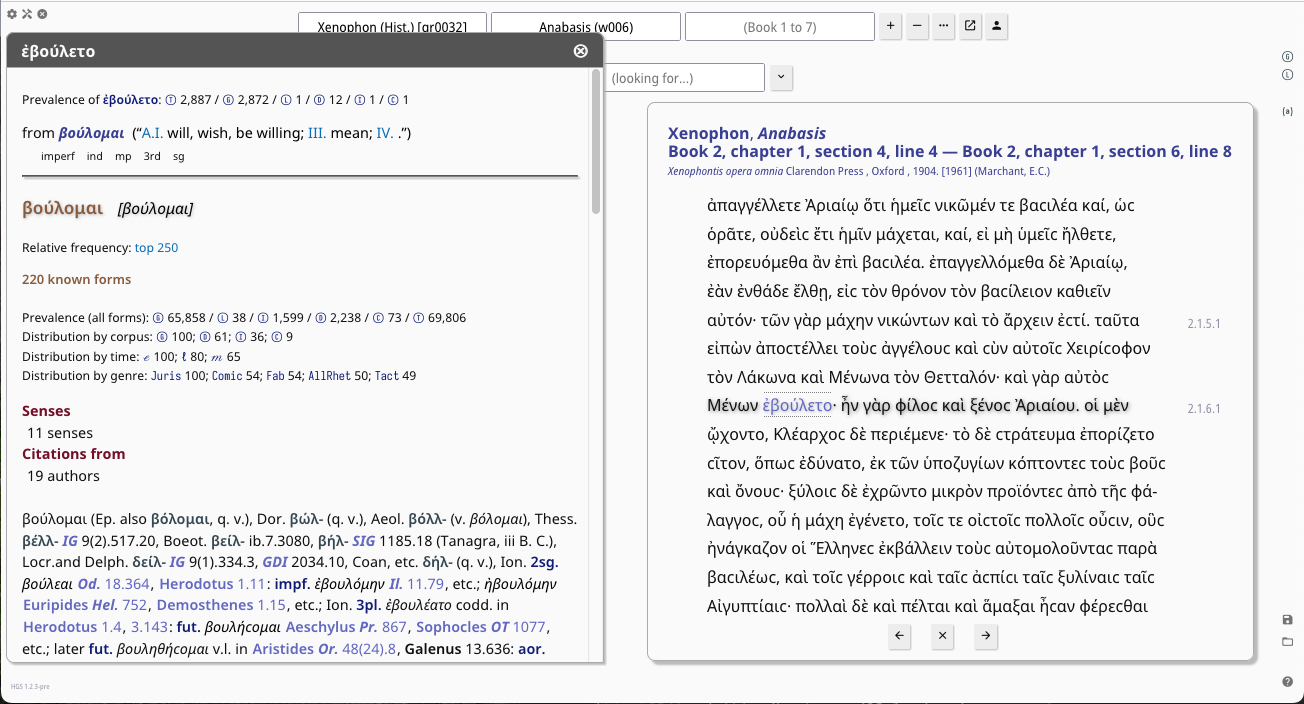 Xenophon (Hist.) [gr0032]
Anabasis (w006)
(Book 1 to 7)
ἐβούλετο
(looking for...)
Prevalence of ἐβούλετο: Ⓣ 2,887 / Ⓖ 2,872 / Ⓛ 1 / Ⓓ 12 / Ⓘ 1 / Ⓒ 1
from βούλομαι (“A.I. will, wish, be willing; III. mean; IV. .”)
imperf ind mp 3rd sg
βούλομαι [βούλομαι]
Relative frequency: top 250
220 known forms
Prevalence (all forms): Ⓖ 65,858 / Ⓛ 38 / Ⓘ 1,599 / Ⓓ 2,238 / Ⓒ 73 / Ⓣ 69,806
Distribution by corpus: Ⓖ 100; Ⓓ 61; Ⓘ 36; Ⓒ 9
Distribution by time: ℯ 100; ℓ 80; 𝓂 65
Distribution by genre: Juris 100; Comic 54; Fab 54; AllRhet 50; Tact 49
Senses
11 senses
Citations from
19 authors
βούλομαι (Ep. also βόλομαι, q. v.), Dor. βώλ- (q. v.), Aeol. βόλλ- (v. βόλομαι), Thess.
βέλλ- IG 9(2).517.20, Boeot. βείλ- ib.7.3080, βήλ- SIG 1185.18 (Tanagra, iii B. C.),
Locr.and Delph. δείλ- IG 9(1).334.3, GDI 2034.10, Coan, etc. δήλ- (q. v.), Ion. 2sg.
βούλεαι Od. 18.364, Herodotus 1.11: impf. ἐβουλόμην Il. 11.79, etc.; ἠβουλόμην
Euripides Hel. 752, Demosthenes 1.15, etc.; Ion. 3pl. ἐβουλέατο codd. in
Herodotus 1.4, 3.143: fut. βουλήϲομαι Aeschylus Pr. 867, Sophocles OT 1077,
etc.; later fut. βουληθήϲομαι v.l. in Aristides Or. 48(24).8, Galenus 13.636: aor.
HGS 1.2.3-pre
Xenophon, Anabasis
Book 2, chapter 1, section 4, line 4 — Book 2, chapter 1, section 6, line 8
Xenophontis opera omnia Clarendon Press , Oxford , 1904. [1961] (Marchant, E.C.)
ἀπαγγέλλετε Ἀριαίῳ ὅτι ἡμεῖϲ νικῶμέν τε βαϲιλέα καί, ὡϲ
ὁρᾶτε, οὐδεὶϲ ἔτι ἡμῖν μάχεται, καί, εἰ μὴ ὑμεῖϲ ἤλθετε,
ἐπορευόμεθα ἂν ἐπὶ βαϲιλέα. ἐπαγγελλόμεθα δὲ Ἀριαίῳ,
ἐὰν ἐνθάδε ἔλθῃ, εἰϲ τὸν θρόνον τὸν βαϲίλειον καθιεῖν
αὐτόν· τῶν γὰρ μάχην νικώντων καὶ τὸ ἄρχειν ἐϲτί. ταῦτα 2.1.5.1
εἰπὼν ἀποϲτέλλει τοὺϲ ἀγγέλουϲ καὶ ϲὺν αὐτοῖϲ Χειρίϲοφον
τὸν Λάκωνα καὶ Μένωνα τὸν Θετταλόν· καὶ γὰρ αὐτὸϲ
Μένων ἐβούλετο· ἦν γὰρ φίλοϲ καὶ ξένοϲ Ἀριαίου. οἱ μὲν 2.1.6.1
ᾤχοντο, Κλέαρχοϲ δὲ περιέμενε· τὸ δὲ ϲτράτευμα ἐπορίζετο
ϲῖτον, ὅπωϲ ἐδύνατο, ἐκ τῶν ὑποζυγίων κόπτοντεϲ τοὺϲ βοῦϲ
καὶ ὄνουϲ· ξύλοιϲ δὲ ἐχρῶντο μικρὸν προϊόντεϲ ἀπὸ τῆϲ φά-
λαγγοϲ, οὗ ἡ μάχη ἐγένετο, τοῖϲ τε οἰϲτοῖϲ πολλοῖϲ οὖϲιν, οὓϲ
ἠνάγκαζον οἱ Ἕλληνεϲ ἐκβάλλειν τοὺϲ αὐτομολοῦνταϲ παρὰ
βαϲιλέωϲ, καὶ τοῖϲ γέρροιϲ καὶ ταῖϲ ἀϲπίϲι ταῖϲ ξυλίναιϲ ταῖϲ
Αἰγυπτίαιϲ· πολλαὶ δὲ καὶ πέλται καὶ ἅμαξαι ἦϲαν φέρεϲθαι
Ⓖ
Ⓛ
(a)